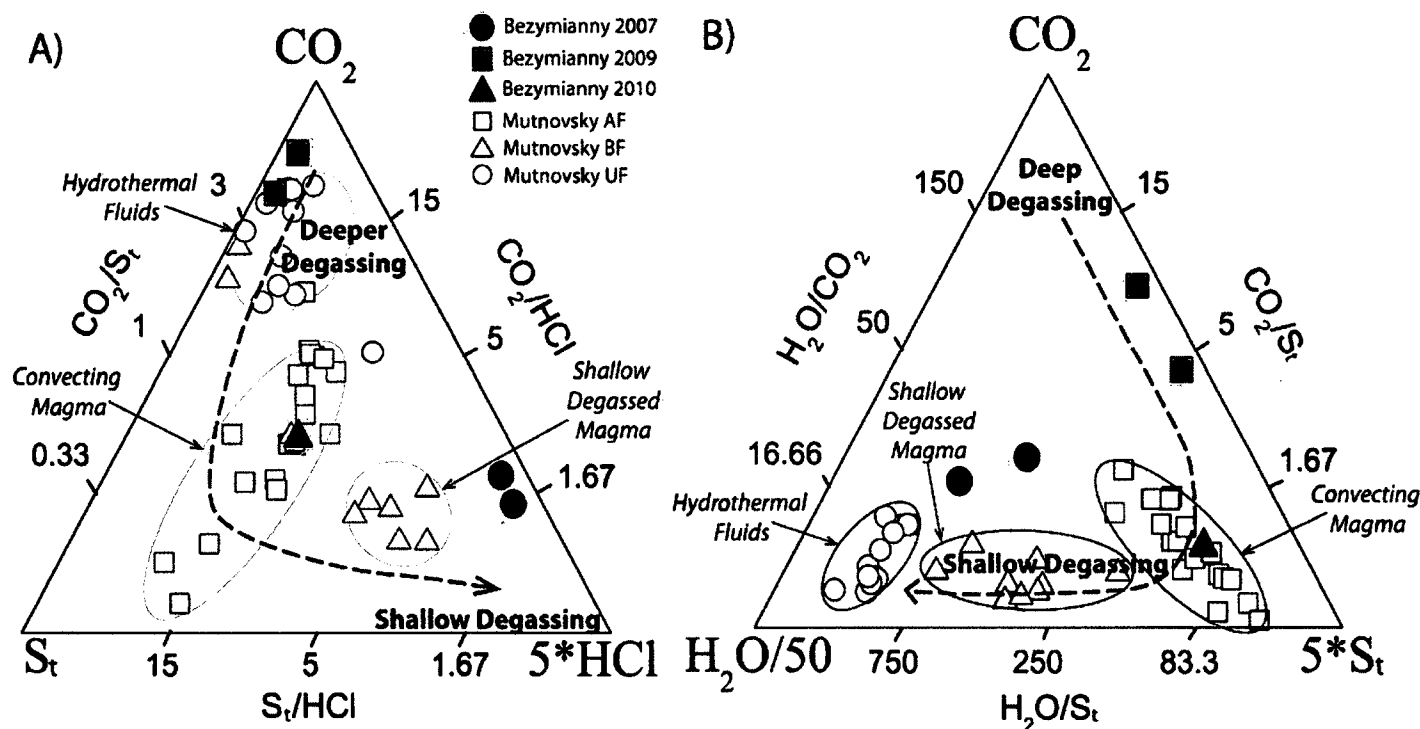 A)
CO₂
Bezymianny 2007
Bezymianny 2009
Bezymianny 2010
Mutnovsky AF
Mutnovsky BF
Mutnovsky UF
Hydrothermal
Fluids
3
15
Deeper
Degassing
CO₂/Sₜ
CO₂/HCl
1
5
Convecting
Magma
Shallow
Degassed
Magma
0.33
1.67
Shallow Degassing
Sₜ
15
5
1.67
5*HCl
Sₜ/HCl
B)
CO₂
150
Deep
Degassing
15
H₂O/CO₂
CO₂/Sₜ
50
5
Shallow
Degassed
Magma
16.66
1.67
Hydrothermal
Fluids
Convecting
Magma
Shallow Degassing
H₂O/50
750
250
83.3
5*Sₜ
H₂O/Sₜ